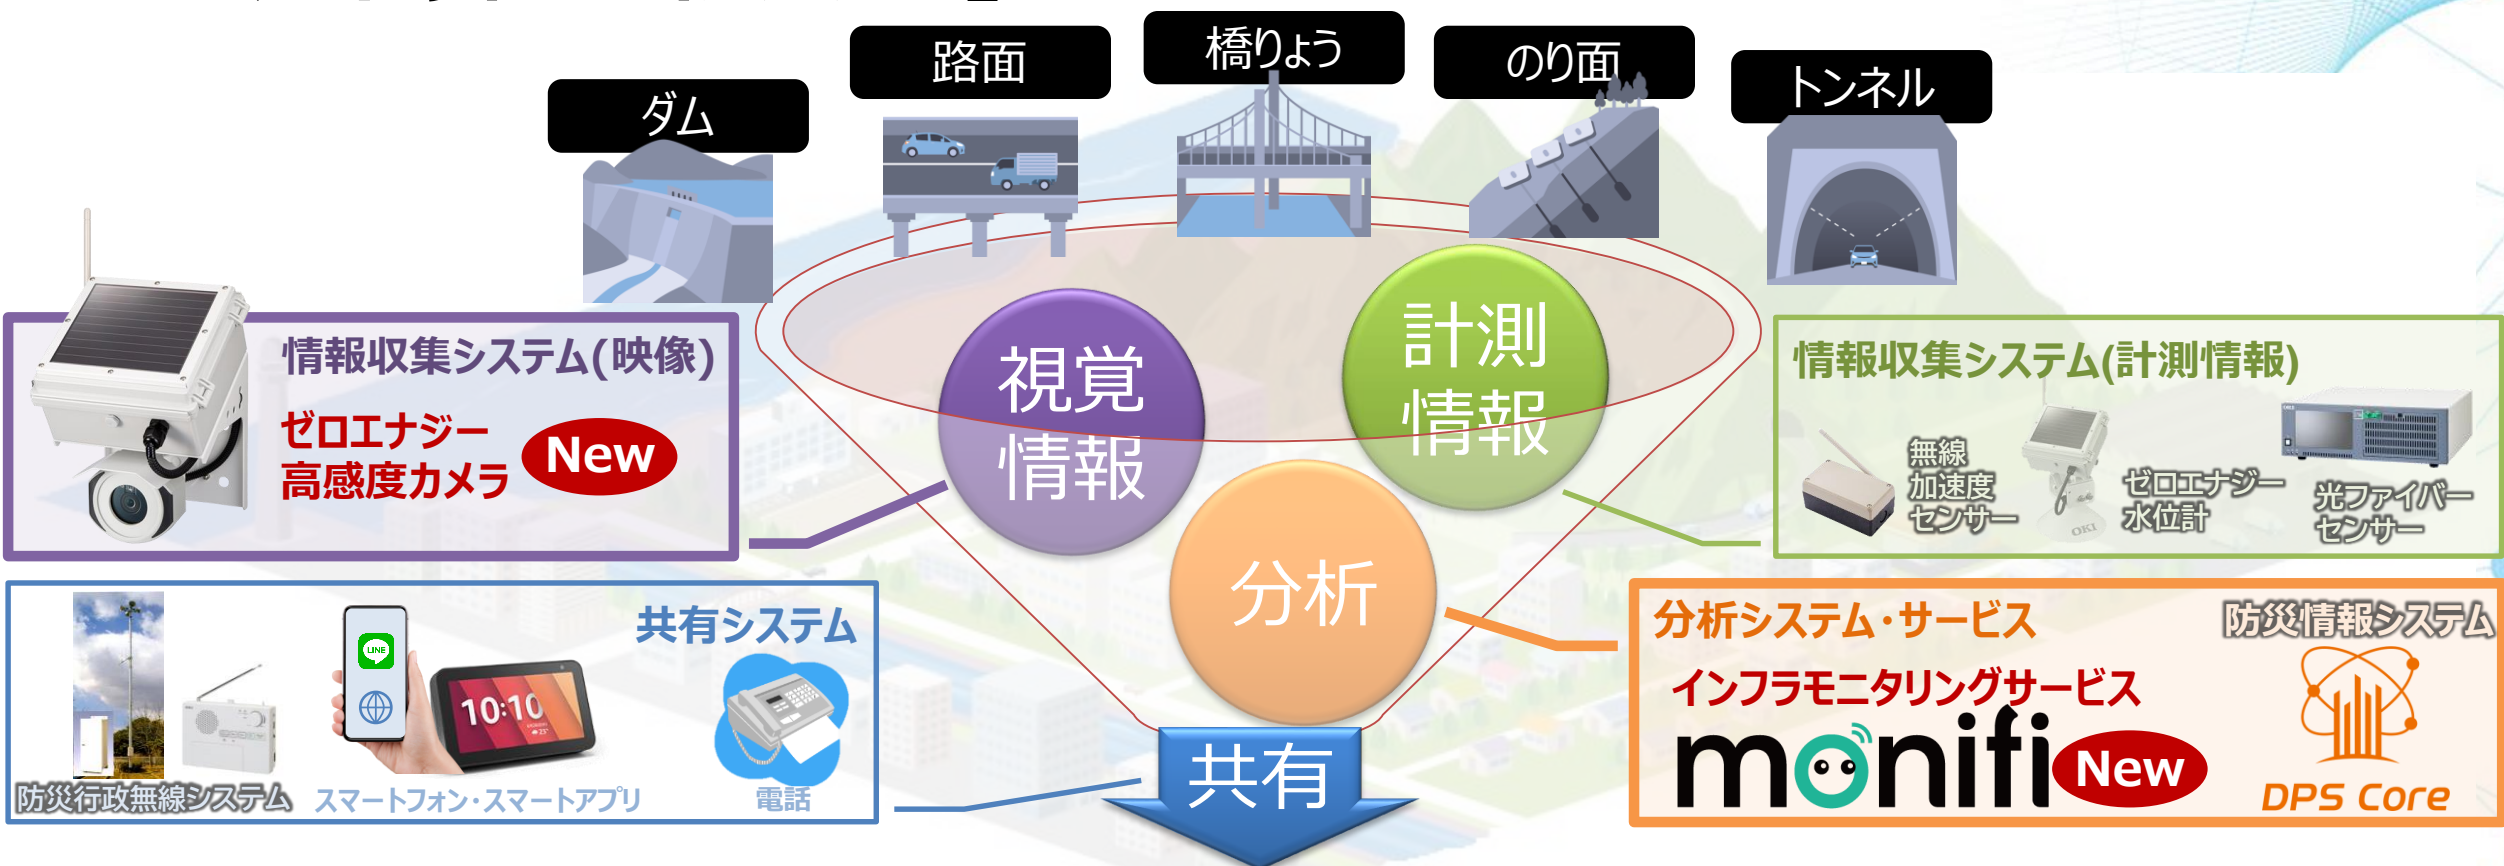 ダム
路面
橋りょう
のり面
トンネル
視覚
情報
計測
情報
分析
共有
情報収集システム(映像)
ゼロエナジー
高感度カメラ
New
情報収集システム(計測情報)
無線
加速度
センサー
OKI
ゼロエナジー
水位計
光ファイバー
センサー
共有システム
LINE
10:10
防災行政無線システム
スマートフォン・スマートアプリ
電話
分析システム・サービス
インフラモニタリングサービス
monifi
New
防災情報システム
DPS Core